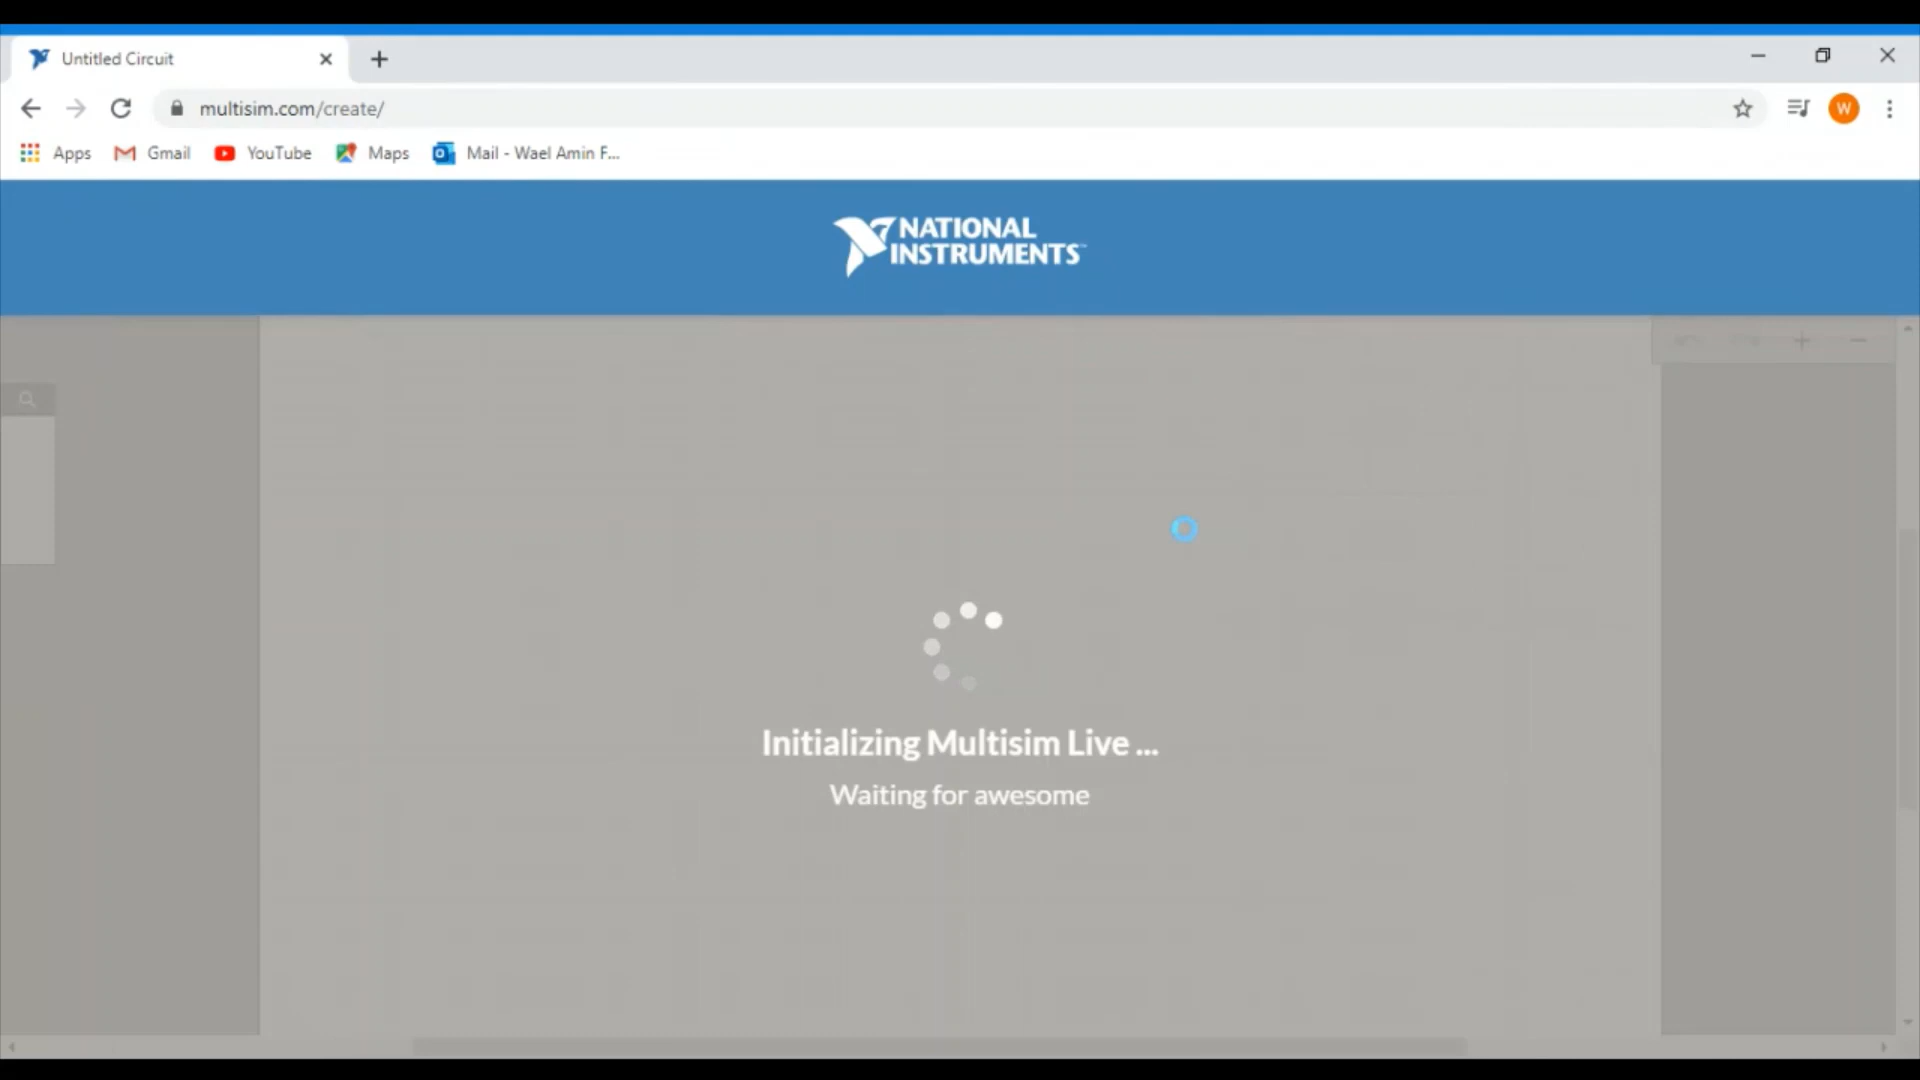 Untitled Circuit
multisim.com/create/
W
Apps
Gmail
YouTube
Maps
Mail - Wael Amin F...
NATIONAL
INSTRUMENTS™
Initializing Multisim Live ...
Waiting for awesome